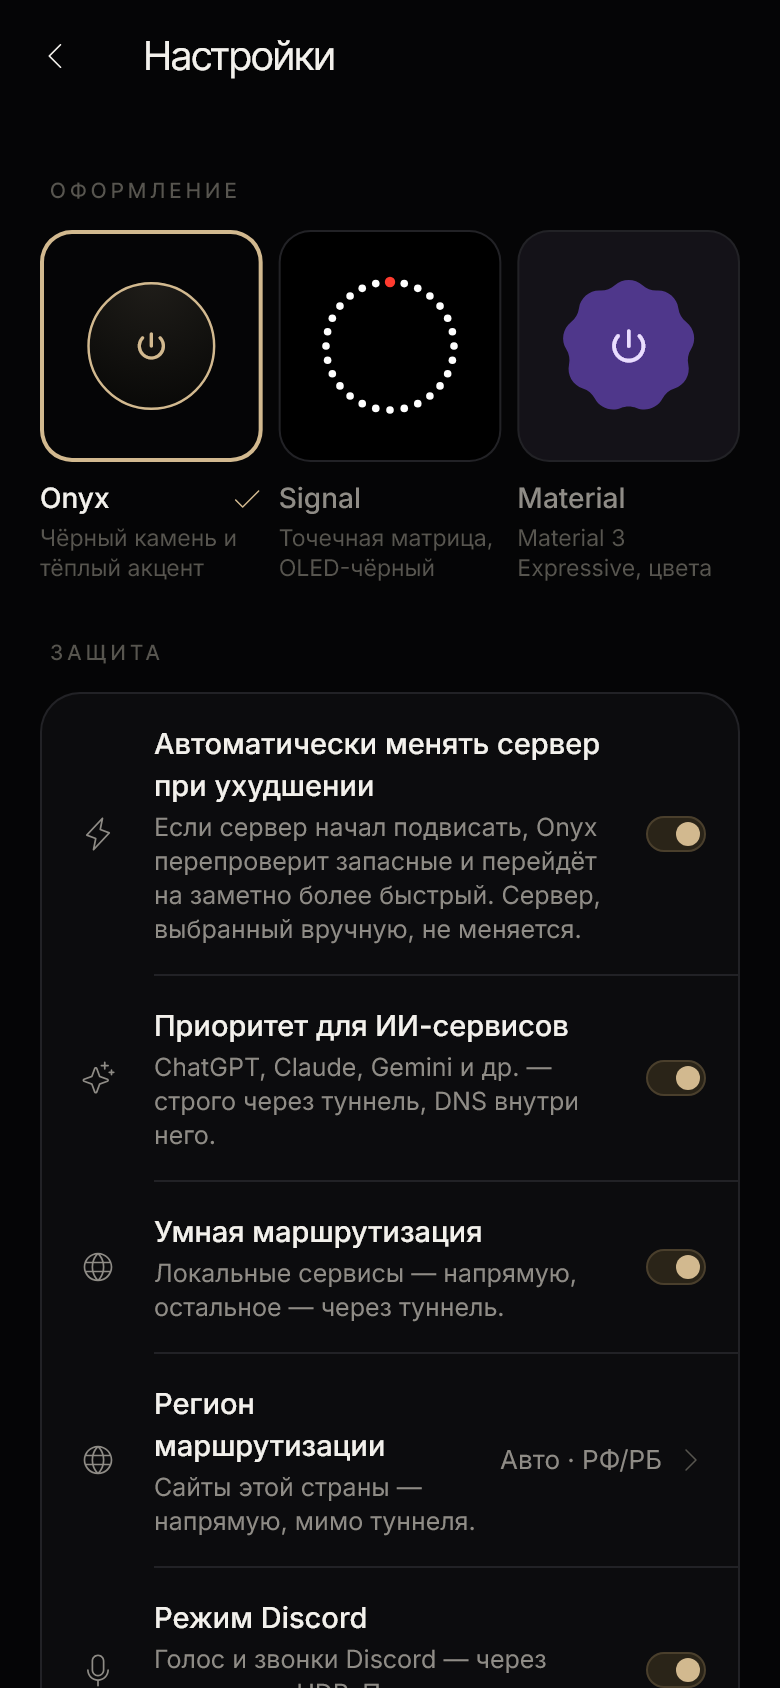 Настройки
ОФОРМЛЕНИЕ
Onyx
Чёрный камень и
тёплый акцент
Signal
Точечная матрица,
OLED-чёрный
Material
Material 3
Expressive, цвета
ЗАЩИТА
Автоматически менять сервер
при ухудшении
Если сервер начал подвисать, Onyx
перепроверит запасные и перейдёт
на заметно более быстрый. Сервер,
выбранный вручную, не меняется.
Приоритет для ИИ-сервисов
ChatGPT, Claude, Gemini и др. —
строго через туннель, DNS внутри
него.
Умная маршрутизация
Локальные сервисы — напрямую,
остальное — через туннель.
Регион
маршрутизации
Авто · РФ/РБ
Сайты этой страны —
напрямую, мимо туннеля.
Режим Discord
Голос и звонки Discord — через